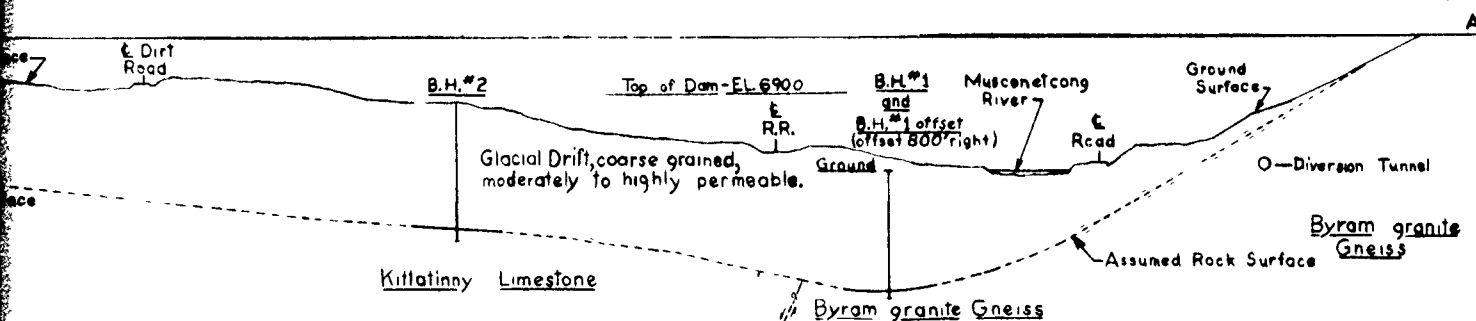 A
℄ Dirt
Road
B.H.#2
Top of Dam-EL.6900
B.H.#1
and
B.H.#1 offset
(offset 800' right)
Musconetcong
River
Ground
Surface
℄
R.R.
℄
Road
Glacial Drift, coarse grained,
moderately to highly permeable.
Ground
O—Diversion Tunnel
Byram granite
Gneiss
Assumed Rock Surface
Kittatinny Limestone
Byram granite Gneiss